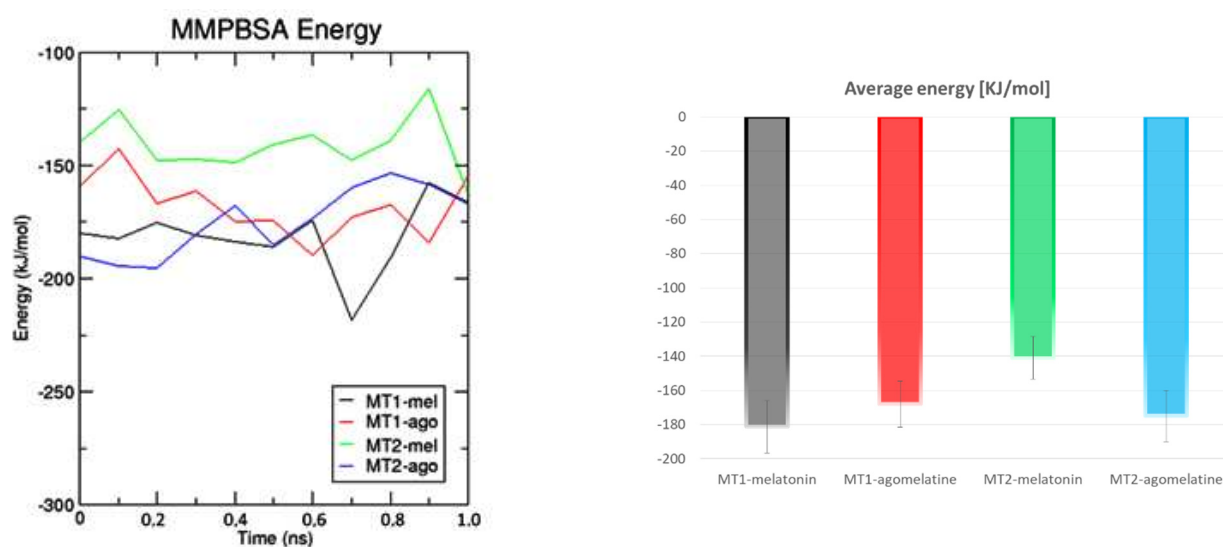 MMPBSA Energy
-100
-150
-200
-250
-300
Energy (kJ/mol)
0
0.2
0.4
0.6
0.8
1.0
Time (ns)
MT1-mel
MT1-ago
MT2-mel
MT2-ago
Average energy [KJ/mol]
0
-20
-40
-60
-80
-100
-120
-140
-160
-180
-200
MT1-melatonin
MT1-agomelatine
MT2-melatonin
MT2-agomelatine